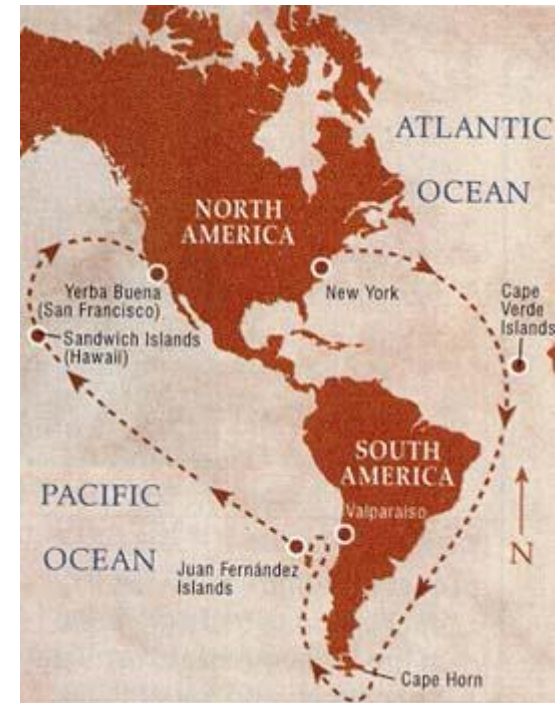 ATLANTIC
OCEAN
NORTH
AMERICA
Yerba Buena
(San Francisco)
New York
Cape
Verde
Islands
Sandwich Islands
(Hawaii)
SOUTH
AMERICA
PACIFIC
OCEAN
Valparaiso
N
Juan Fernández
Islands
Cape Horn